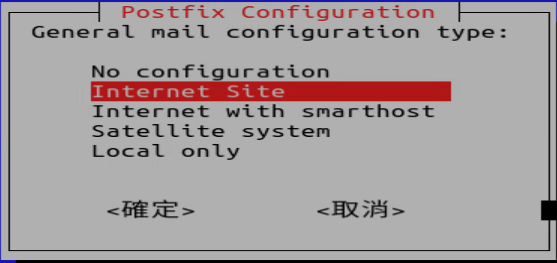 Postfix Configuration
General mail configuration type:
No configuration
Internet Site
Internet with smarthost
Satellite system
Local only
<確定> <取消>